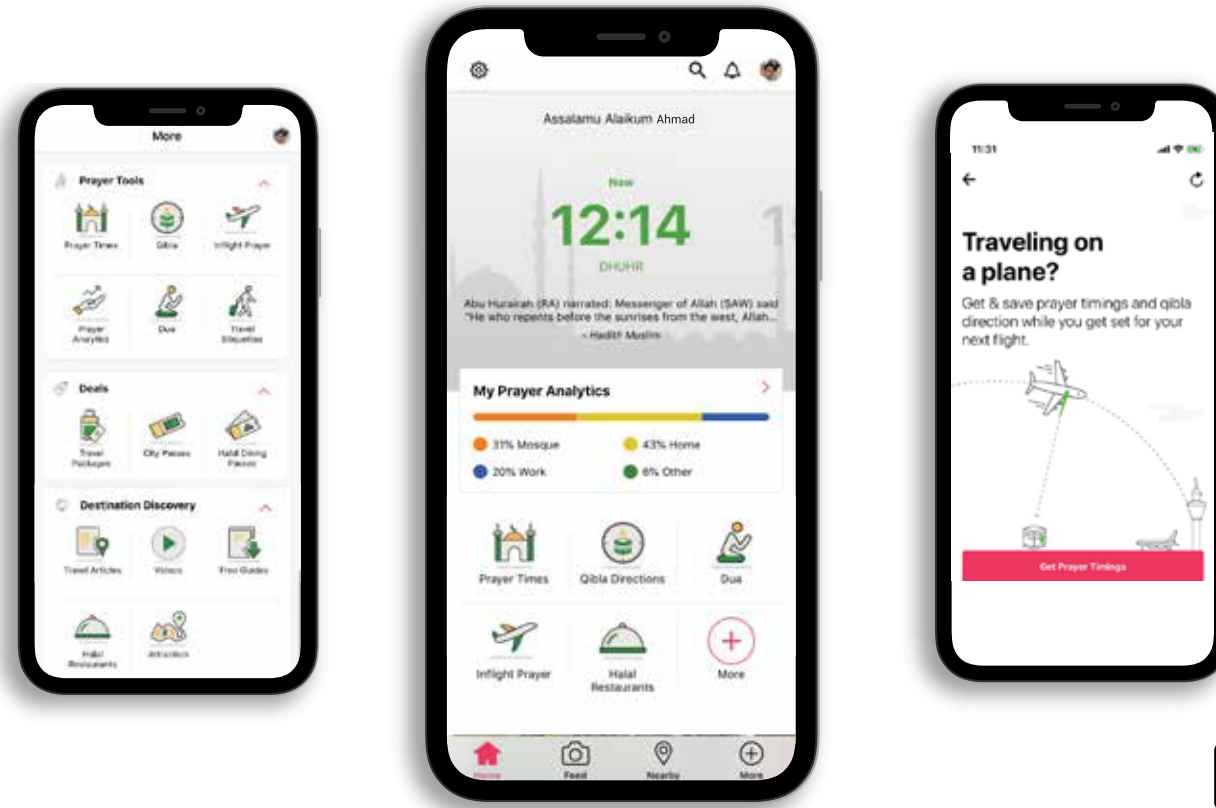 More
Prayer Tools
Prayer Times
Qibla
Inflight Prayer
Prayer
Analytics
Dua
Travel
Etiquettes
Deals
Travel
Packages
City Passes
Halal Dining
Passes
Destination Discovery
Travel Articles
Videos
Free Guides
Halal
Restaurants
Attraction
Assalamu Alaikum Ahmad
Now
12:14
DHUHR
Abu Hurairah (RA) narrated: Messenger of Allah (SAW) said
"He who repents before the sunrises from the west, Allah...
- Hadith Muslim
My Prayer Analytics
31% Mosque
43% Home
20% Work
6% Other
Prayer Times
Qibla Directions
Dua
Inflight Prayer
Halal
Restaurants
More
Home
Feed
Nearby
More
11:31
Traveling on
a plane?
Get & save prayer timings and qibla
direction while you get set for your
next flight.
Get Prayer Timings